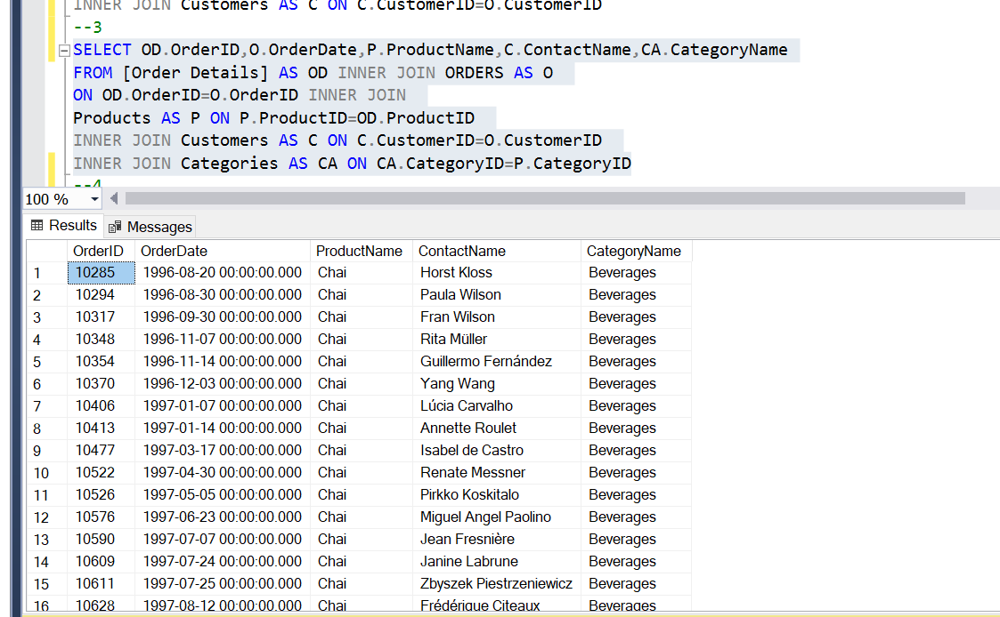 INNER JOIN Customers AS C ON C.CustomerID=O.CustomerID
--3
SELECT OD.OrderID,O.OrderDate,P.ProductName,C.ContactName,CA.CategoryName
FROM [Order Details] AS OD INNER JOIN ORDERS AS O
ON OD.OrderID=O.OrderID INNER JOIN
Products AS P ON P.ProductID=OD.ProductID
INNER JOIN Customers AS C ON C.CustomerID=O.CustomerID
INNER JOIN Categories AS CA ON CA.CategoryID=P.CategoryID
--4
100 %
Results Messages
OrderID OrderDate ProductName ContactName CategoryName
1 10285 1996-08-20 00:00:00.000 Chai Horst Kloss Beverages
2 10294 1996-08-30 00:00:00.000 Chai Paula Wilson Beverages
3 10317 1996-09-30 00:00:00.000 Chai Fran Wilson Beverages
4 10348 1996-11-07 00:00:00.000 Chai Rita Müller Beverages
5 10354 1996-11-14 00:00:00.000 Chai Guillermo Fernández Beverages
6 10370 1996-12-03 00:00:00.000 Chai Yang Wang Beverages
7 10406 1997-01-07 00:00:00.000 Chai Lúcia Carvalho Beverages
8 10413 1997-01-14 00:00:00.000 Chai Annette Roulet Beverages
9 10477 1997-03-17 00:00:00.000 Chai Isabel de Castro Beverages
10 10522 1997-04-30 00:00:00.000 Chai Renate Messner Beverages
11 10526 1997-05-05 00:00:00.000 Chai Pirkko Koskitalo Beverages
12 10576 1997-06-23 00:00:00.000 Chai Miguel Angel Paolino Beverages
13 10590 1997-07-07 00:00:00.000 Chai Jean Fresnière Beverages
14 10609 1997-07-24 00:00:00.000 Chai Janine Labrune Beverages
15 10611 1997-07-25 00:00:00.000 Chai Zbyszek Piestrzeniewicz Beverages
16 10628 1997-08-12 00:00:00.000 Chai Frédérique Citeaux Beverages